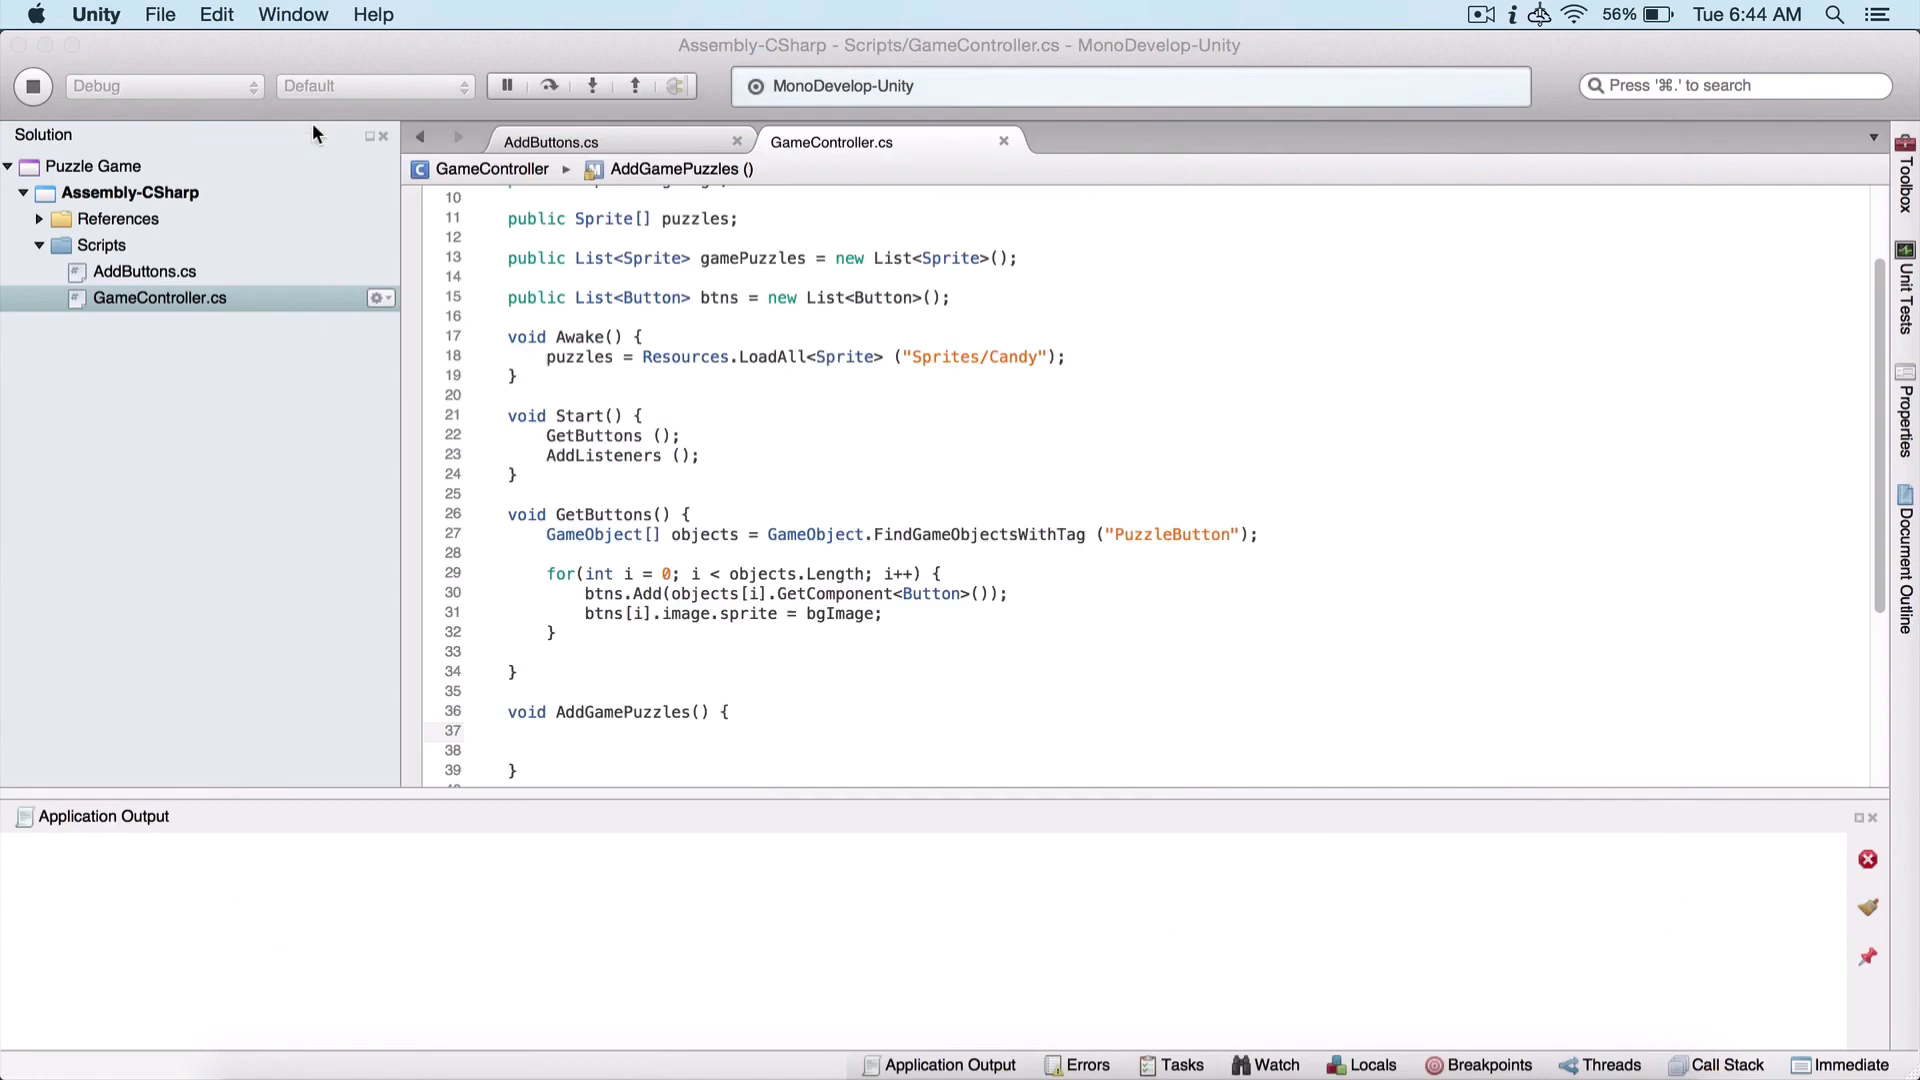 Unity File Edit Window Help 56% Tue 6:44 AM
Assembly-CSharp - Scripts/GameController.cs - MonoDevelop-Unity
Debug Default MonoDevelop-Unity Press '⌘.' to search
Solution
Puzzle Game
Assembly-CSharp
References
Scripts
AddButtons.cs
GameController.cs
AddButtons.cs GameController.cs
GameController ▸ AddGamePuzzles ()
10
11 public Sprite[] puzzles;
12
13 public List<Sprite> gamePuzzles = new List<Sprite>();
14
15 public List<Button> btns = new List<Button>();
16
17 void Awake() {
18 puzzles = Resources.LoadAll<Sprite> ("Sprites/Candy");
19 }
20
21 void Start() {
22 GetButtons ();
23 AddListeners ();
24 }
25
26 void GetButtons() {
27 GameObject[] objects = GameObject.FindGameObjectsWithTag ("PuzzleButton");
28
29 for(int i = 0; i < objects.Length; i++) {
30 btns.Add(objects[i].GetComponent<Button>());
31 btns[i].image.sprite = bgImage;
32 }
33
34 }
35
36 void AddGamePuzzles() {
37
38
39 }
Toolbox
Unit Tests
Properties
Document Outline
Application Output
Application Output Errors Tasks Watch Locals Breakpoints Threads Call Stack Immediate